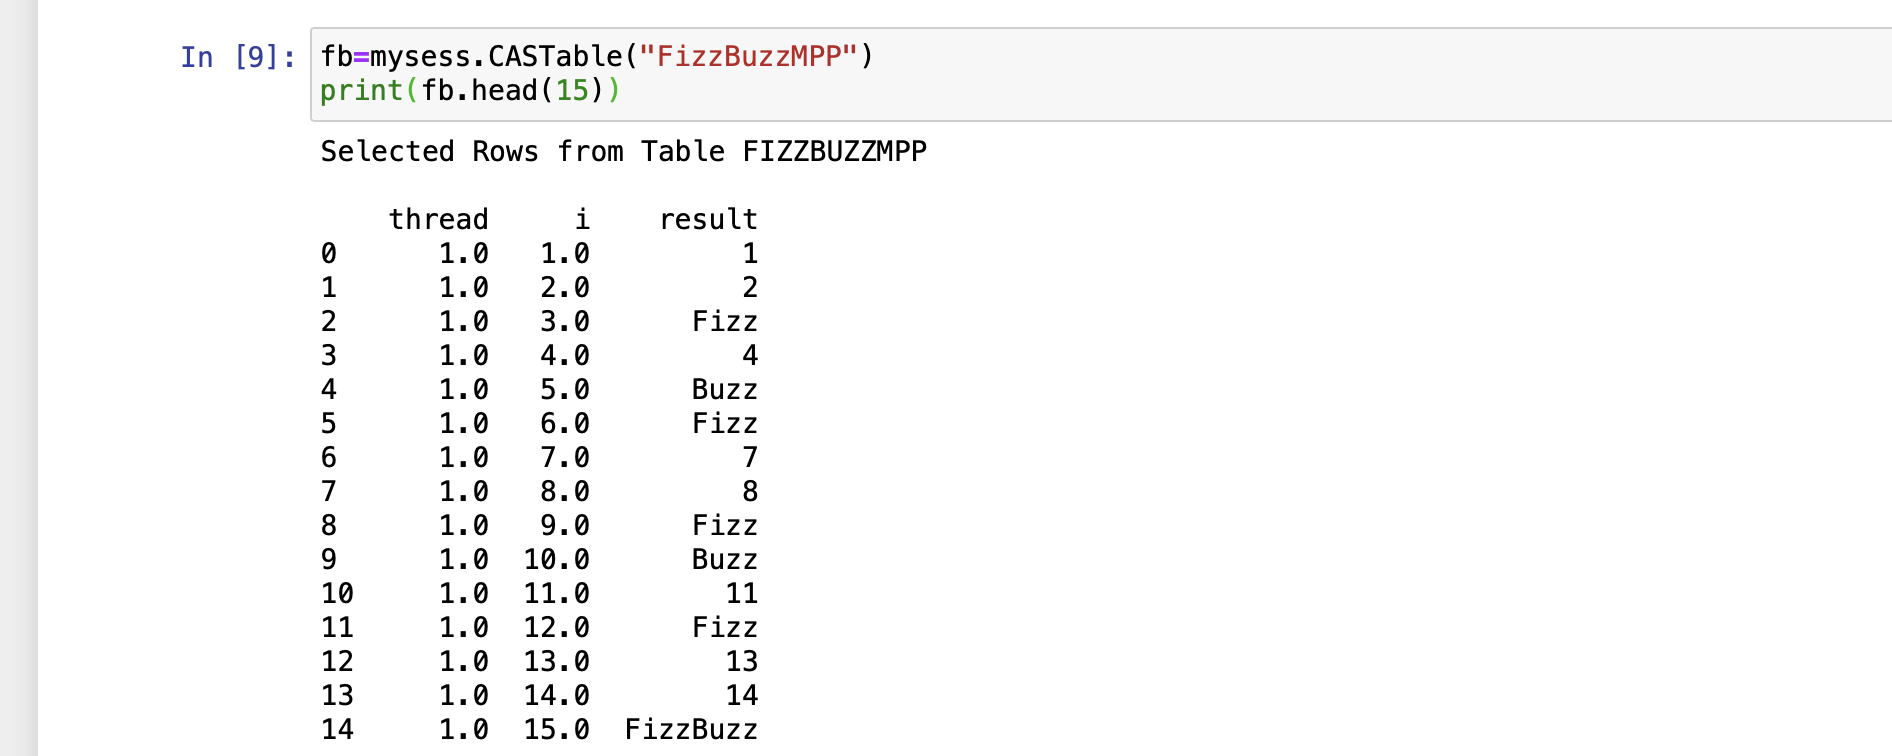 In [9]: fb=mysess.CASTable("FizzBuzzMPP")
print(fb.head(15))
Selected Rows from Table FIZZBUZZMPP
    thread     i    result
0      1.0   1.0         1
1      1.0   2.0         2
2      1.0   3.0      Fizz
3      1.0   4.0         4
4      1.0   5.0      Buzz
5      1.0   6.0      Fizz
6      1.0   7.0         7
7      1.0   8.0         8
8      1.0   9.0      Fizz
9      1.0  10.0      Buzz
10     1.0  11.0        11
11     1.0  12.0      Fizz
12     1.0  13.0        13
13     1.0  14.0        14
14     1.0  15.0  FizzBuzz